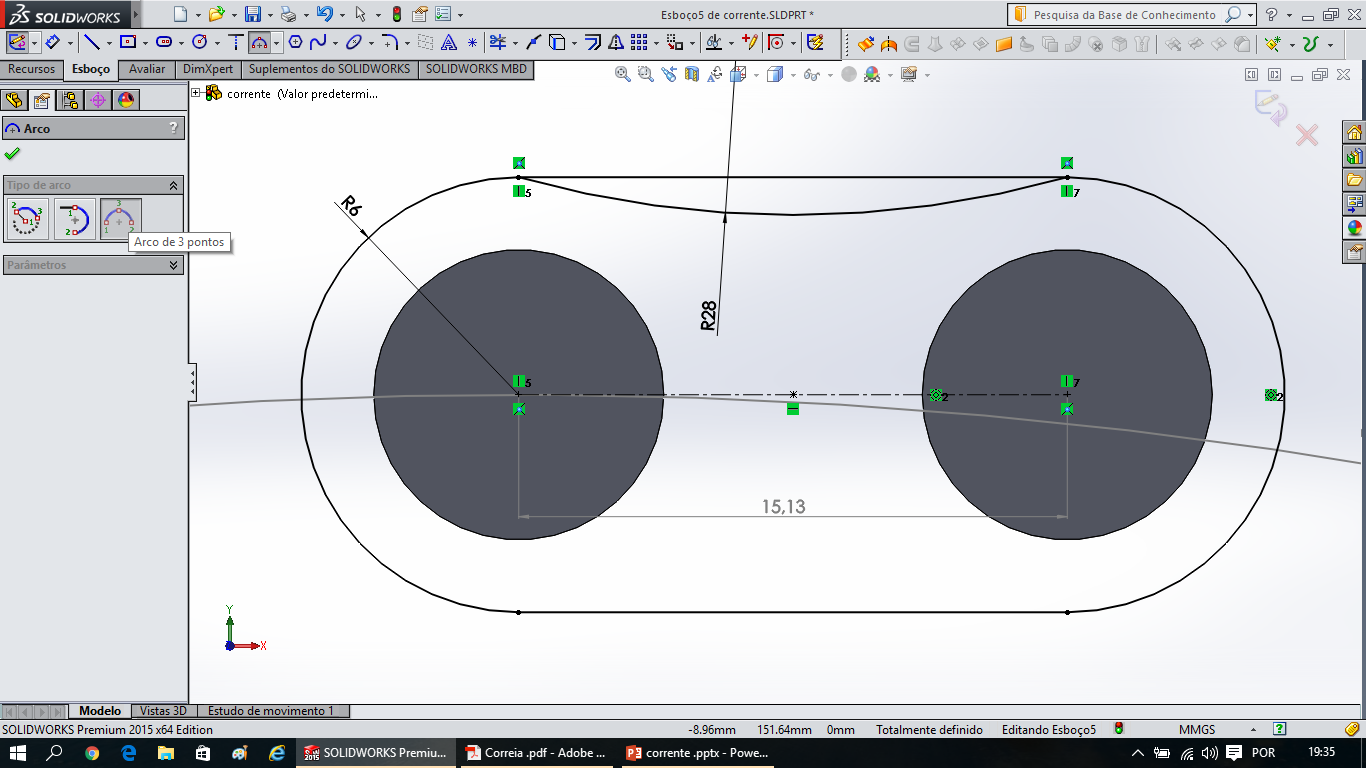 SOLIDWORKS
Esboço5 de corrente.SLDPRT *
Pesquisa da Base de Conhecimento
?
Recursos
Esboço
Avaliar
DimXpert
Suplementos do SOLIDWORKS
SOLIDWORKS MBD
corrente (Valor predetermi...
Arco
?
Tipo de arco
Arco de 3 pontos
Parâmetros
R6
R28
5
7
5
7
2
2
15,13
Y
X
Modelo
Vistas 3D
Estudo de movimento 1
SOLIDWORKS Premium 2015 x64 Edition
-8.96mm
151.64mm
0mm
Totalmente definido
Editando Esboço5
MMGS
?
SOLIDWORKS Premiu...
Correia .pdf - Adobe ...
corrente .pptx - Powe...
POR
19:35